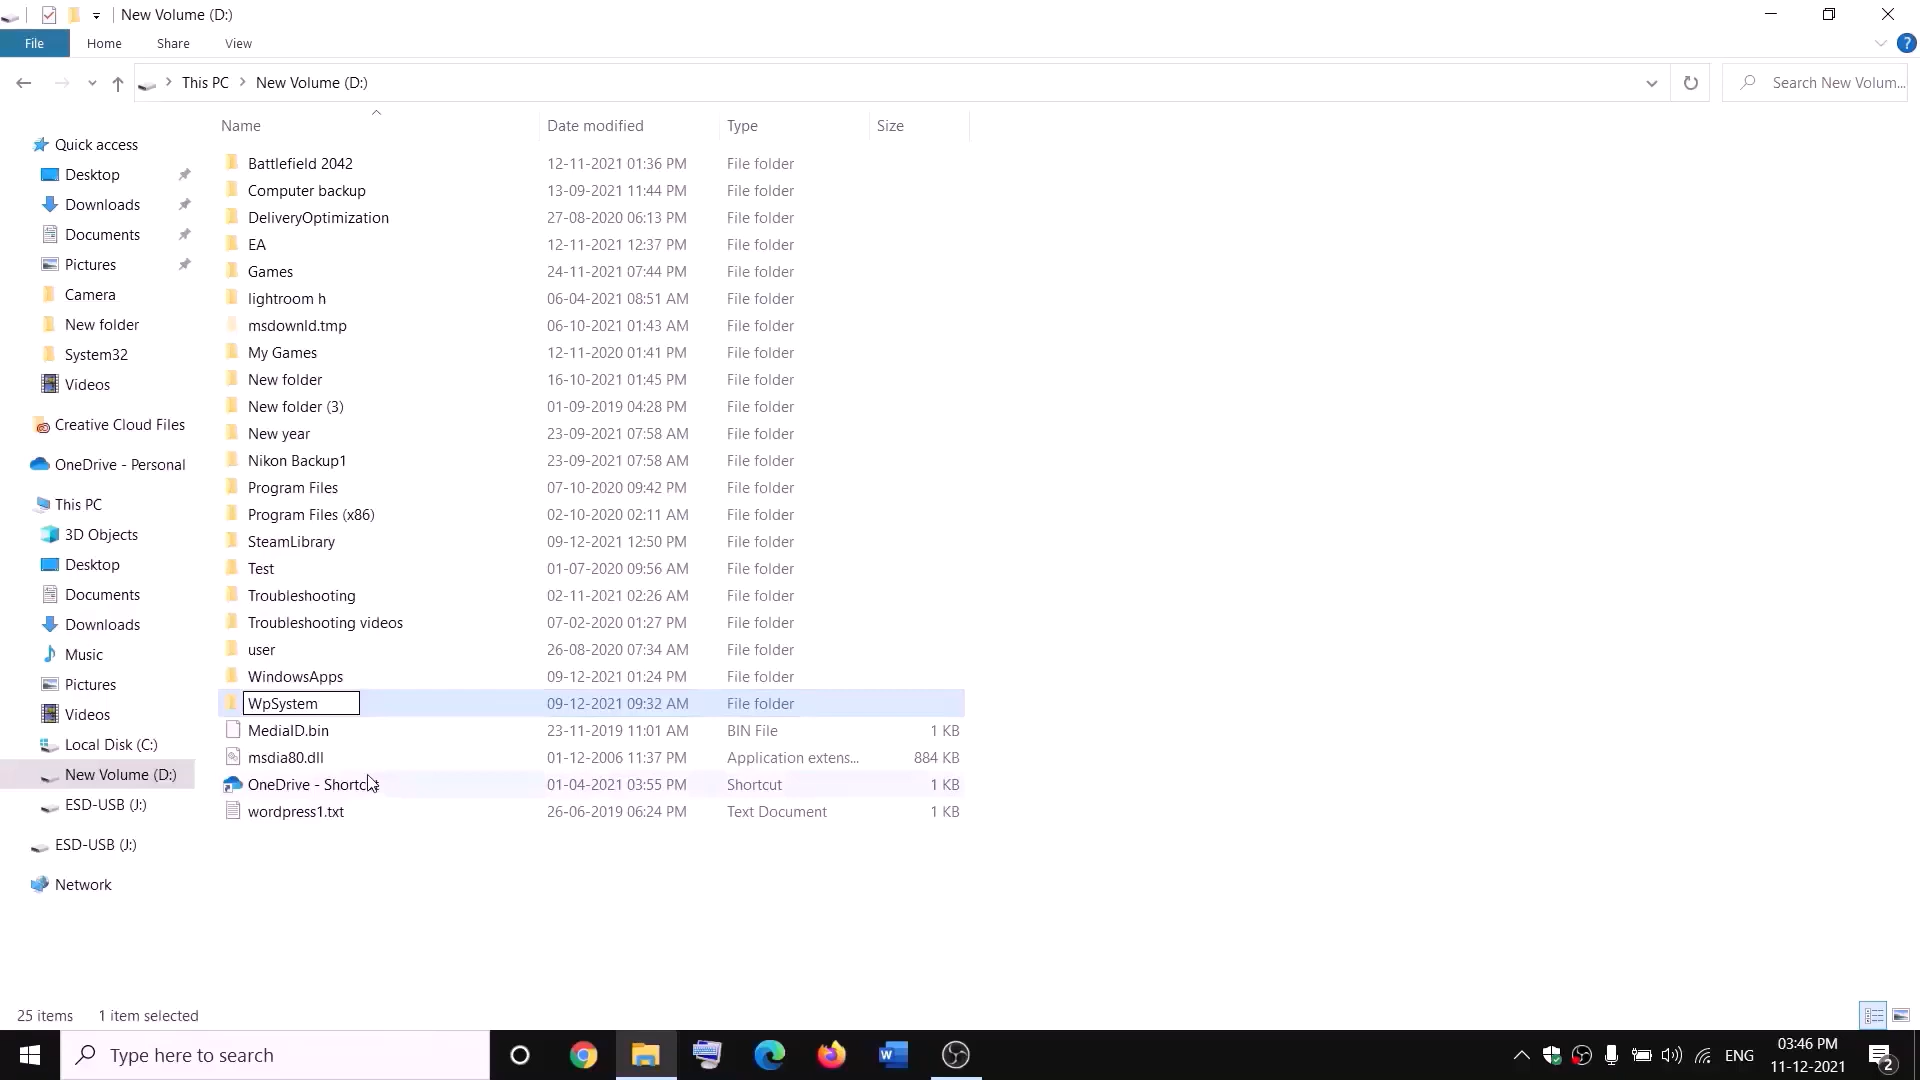 New Volume (D:)
File Home Share View
This PC New Volume (D:) Search New Volum...
Name Date modified Type Size
Quick access
Desktop
Downloads
Documents
Pictures
Camera
New folder
System32
Videos
Creative Cloud Files
OneDrive - Personal
This PC
3D Objects
Desktop
Documents
Downloads
Music
Pictures
Videos
Local Disk (C:)
New Volume (D:)
ESD-USB (J:)
ESD-USB (J:)
Network
Battlefield 2042 12-11-2021 01:36 PM File folder
Computer backup 13-09-2021 11:44 PM File folder
DeliveryOptimization 27-08-2020 06:13 PM File folder
EA 12-11-2021 12:37 PM File folder
Games 24-11-2021 07:44 PM File folder
lightroom h 06-04-2021 08:51 AM File folder
msdownld.tmp 06-10-2021 01:43 AM File folder
My Games 12-11-2020 01:41 PM File folder
New folder 16-10-2021 01:45 PM File folder
New folder (3) 01-09-2019 04:28 PM File folder
New year 23-09-2021 07:58 AM File folder
Nikon Backup1 23-09-2021 07:58 AM File folder
Program Files 07-10-2020 09:42 PM File folder
Program Files (x86) 02-10-2020 02:11 AM File folder
SteamLibrary 09-12-2021 12:50 PM File folder
Test 01-07-2020 09:56 AM File folder
Troubleshooting 02-11-2021 02:26 AM File folder
Troubleshooting videos 07-02-2020 01:27 PM File folder
user 26-08-2020 07:34 AM File folder
WindowsApps 09-12-2021 01:24 PM File folder
WpSystem 09-12-2021 09:32 AM File folder
MediaID.bin 23-11-2019 11:01 AM BIN File 1 KB
msdia80.dll 01-12-2006 11:37 PM Application extens... 884 KB
OneDrive - Shortcut 01-04-2021 03:55 PM Shortcut 1 KB
wordpress1.txt 26-06-2019 06:24 PM Text Document 1 KB
25 items 1 item selected
Type here to search
ENG
03:46 PM
11-12-2021
2